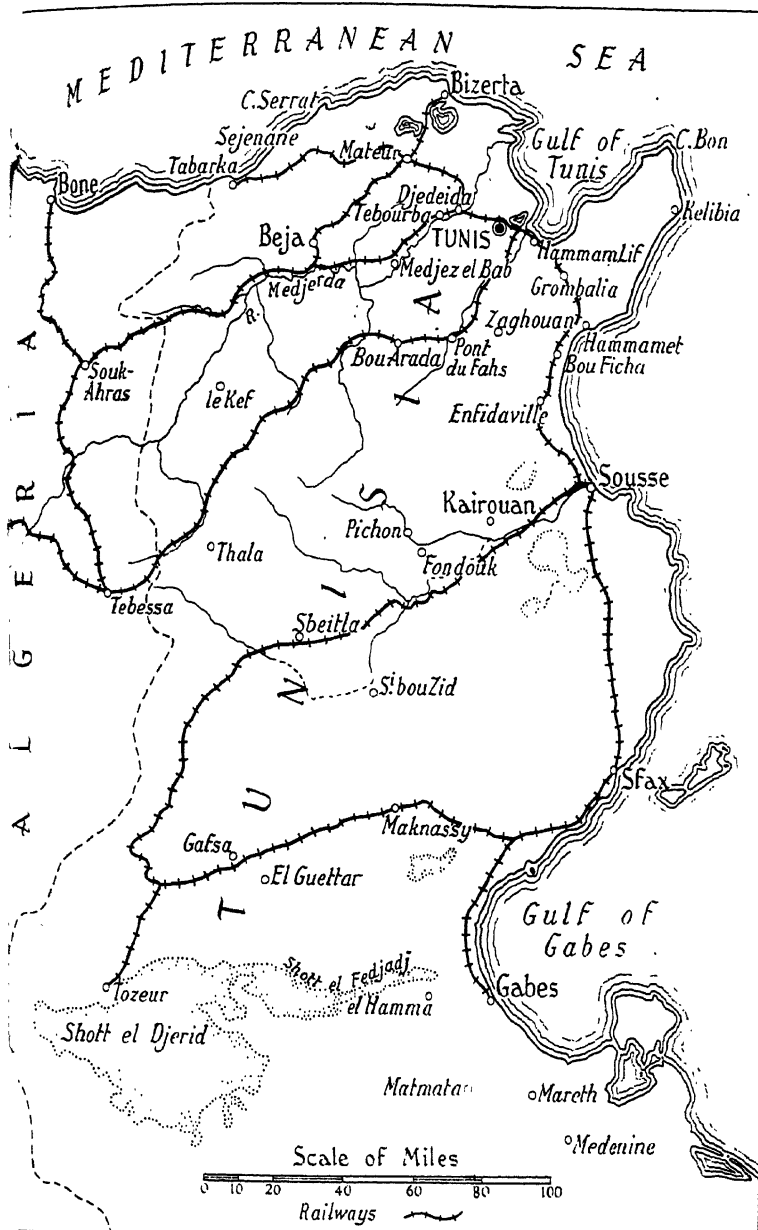 MEDITERRANEAN SEA
Bizerta
C. Serrat
Sejenane
Tabarka
Mateur
Gulf of
Tunis
C. Bon
Bone
Djedeida
Tebourba
TUNIS
Kelibia
Beja
Hammam Lif
Medjerda
R.
Medjez el Bab
Grombalia
Zaghouan
Hammamet
Bou Ficha
Souk-
Ahras
le Kef
Bou Arada
Pont
du Fahs
Enfidaville
Sousse
Kairouan
Pichon
Fondouk
Thala
Tebessa
Sbeitla
Si bou Zid
ALGERIA
TUNISIA
Sfax
Maknassy
Gafsa
El Guettar
Gulf of
Gabes
Shott el Fedjadj
Tozeur
el Hamma
Gabes
Shott el Djerid
Matmata
Mareth
Medenine
Scale of Miles
0 10 20 40 60 80 100
Railways